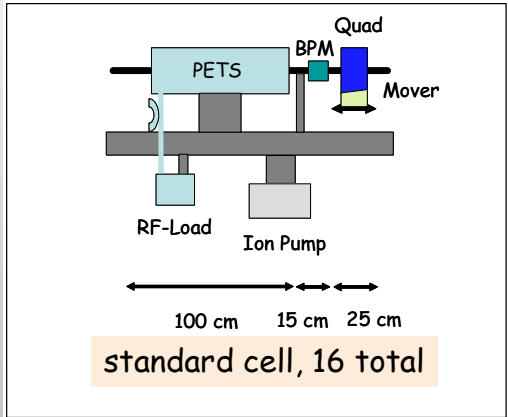 Quad
BPM
PETS
Mover
RF-Load
Ion Pump
100 cm 15 cm 25 cm
standard cell, 16 total